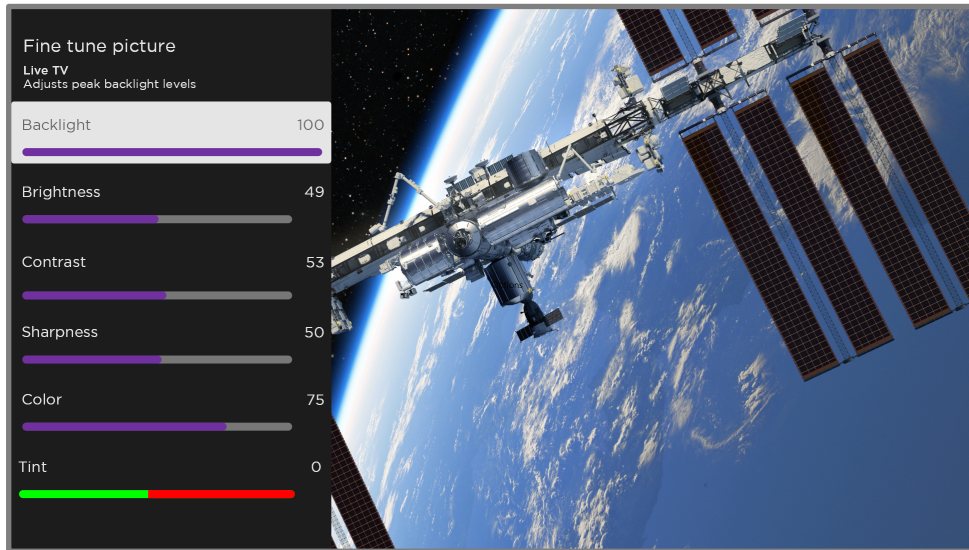 Fine tune picture
Live TV
Adjusts peak backlight levels
Backlight 100
Brightness 49
Contrast 53
Sharpness 50
Color 75
Tint 0